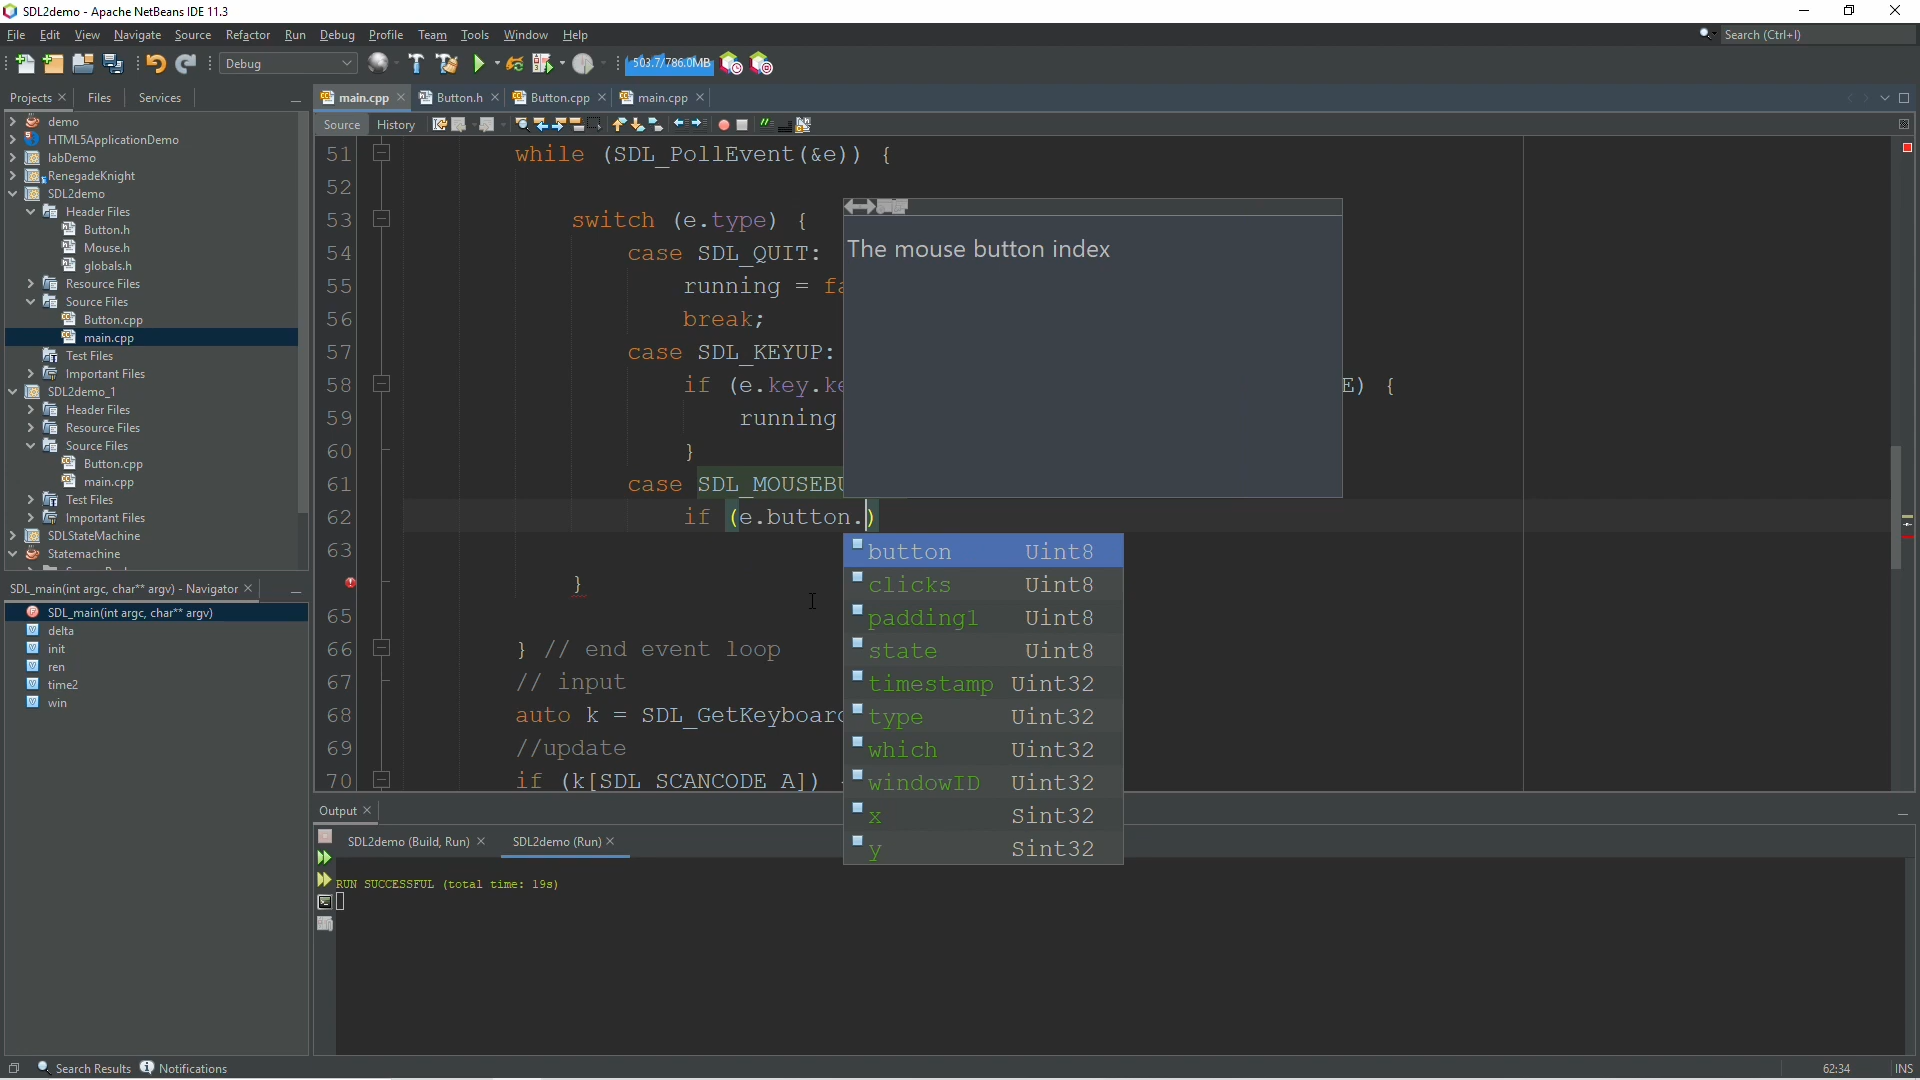 SDL2demo - Apache NetBeans IDE 11.3
File Edit View Navigate Source Refactor Run Debug Profile Team Tools Window Help
Search (Ctrl+I)
Debug
503.7/786.0MB
Projects Files Services
main.cpp Button.h Button.cpp main.cpp
Source History
demo
HTML5ApplicationDemo
labDemo
RenegadeKnight
SDL2demo
Header Files
Button.h
Mouse.h
globals.h
Resource Files
Source Files
Button.cpp
main.cpp
Test Files
Important Files
SDL2demo_1
Header Files
Resource Files
Source Files
Button.cpp
main.cpp
Test Files
Important Files
SDLStateMachine
Statemachine
SDL_main(int argc, char** argv) - Navigator
SDL_main(int argc, char** argv)
delta
init
ren
time2
win
51 while (SDL_PollEvent(&e)) {
52
53 switch (e.type) {
54 case SDL_QUIT:
55 running = fa
56 break;
57 case SDL_KEYUP:
58 if (e.key.ke E) {
59 running
60 }
61 case SDL_MOUSEBU
62 if (e.button.)
63
}
65
66 } // end event loop
67 // input
68 auto k = SDL_GetKeyboard
69 //update
70 if (k[SDL_SCANCODE_A])
The mouse button index
button Uint8
clicks Uint8
padding1 Uint8
state Uint8
timestamp Uint32
type Uint32
which Uint32
windowID Uint32
x Sint32
y Sint32
Output
SDL2demo (Build, Run) SDL2demo (Run)
RUN SUCCESSFUL (total time: 19s)
Search Results Notifications
62:34 INS